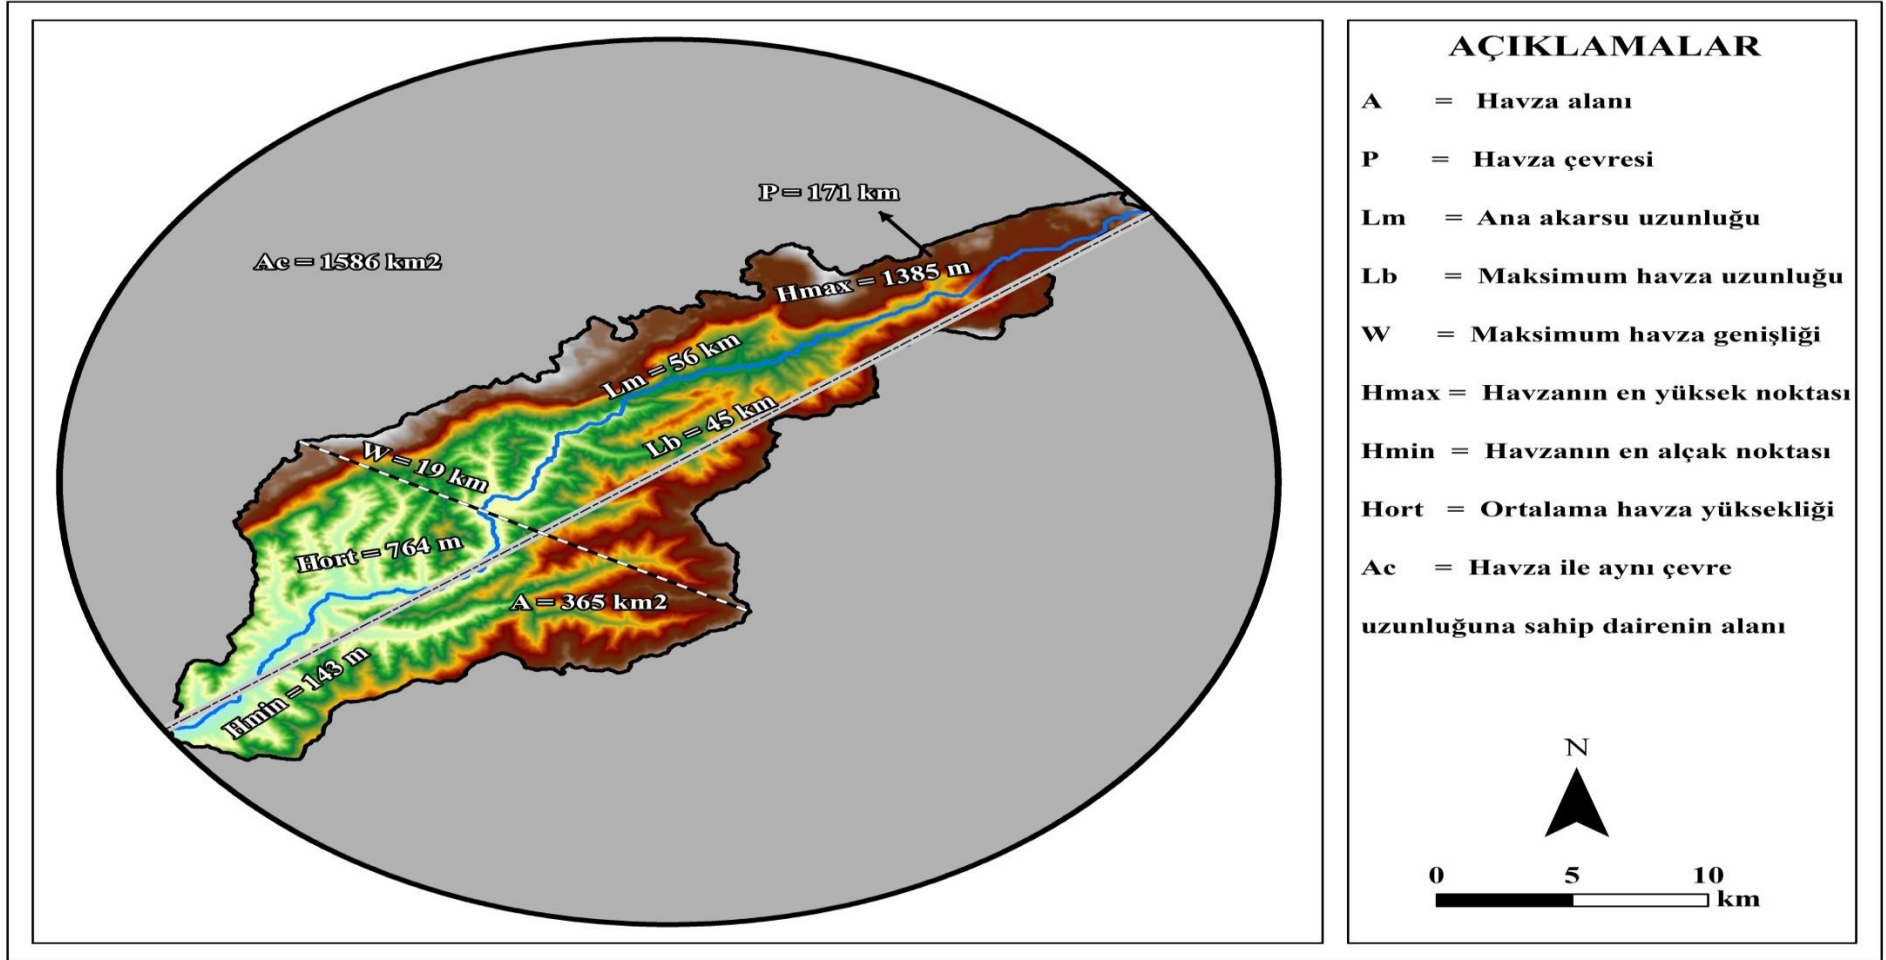 P = 171 km
Ac = 1586 km2
Hmax = 1385 m
Lm = 56 km
Lb = 45 km
W = 19 km
Hort = 764 m
A = 365 km2
Hmin = 143 m
AÇIKLAMALAR
A = Havza alanı
P = Havza çevresi
Lm = Ana akarsu uzunluğu
Lb = Maksimum havza uzunluğu
W = Maksimum havza genişliği
Hmax = Havzanın en yüksek noktası
Hmin = Havzanın en alçak noktası
Hort = Ortalama havza yüksekliği
Ac = Havza ile aynı çevre
uzunluğuna sahip dairenin alanı
N
0 5 10
km